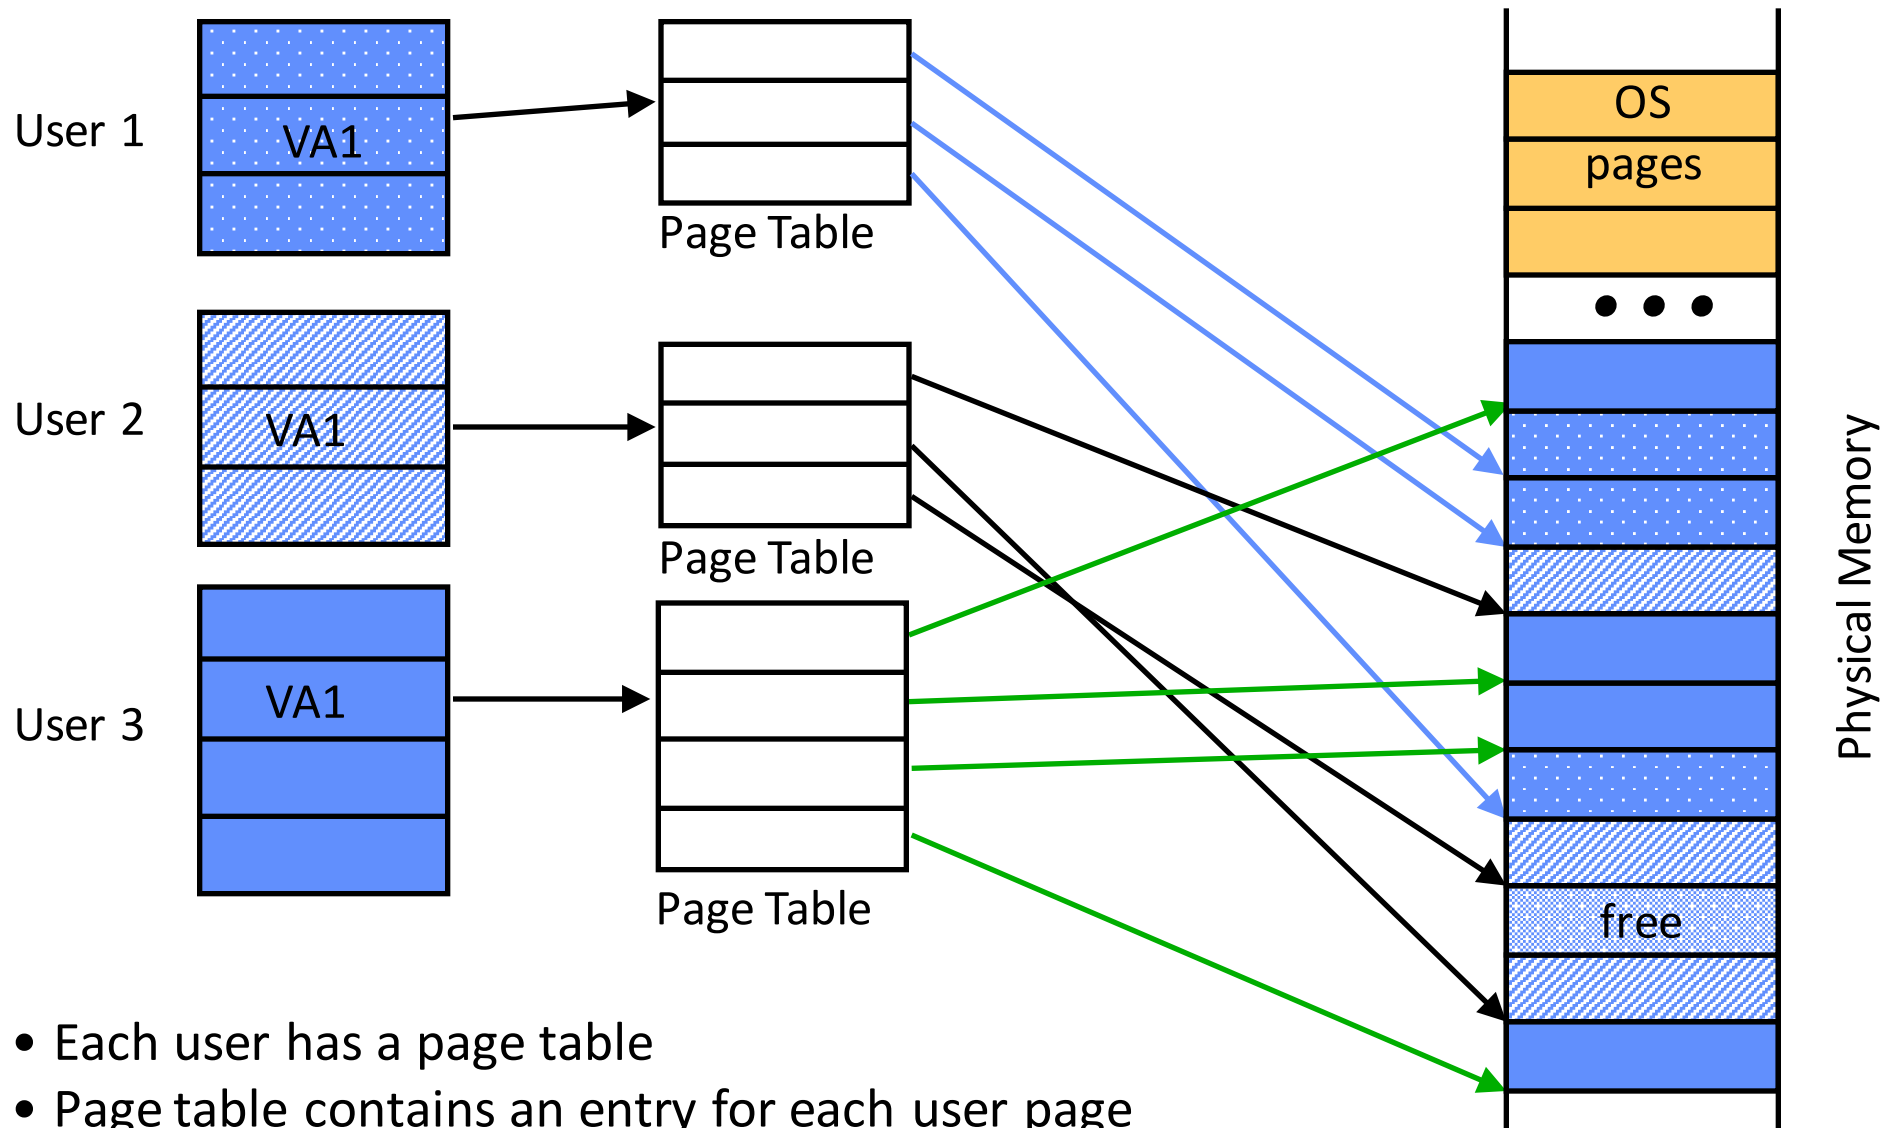 User 1
VA1
Page Table
OS
pages
User 2
VA1
Page Table
User 3
VA1
Page Table
free
Physical Memory
• Each user has a page table
• Page table contains an entry for each user page